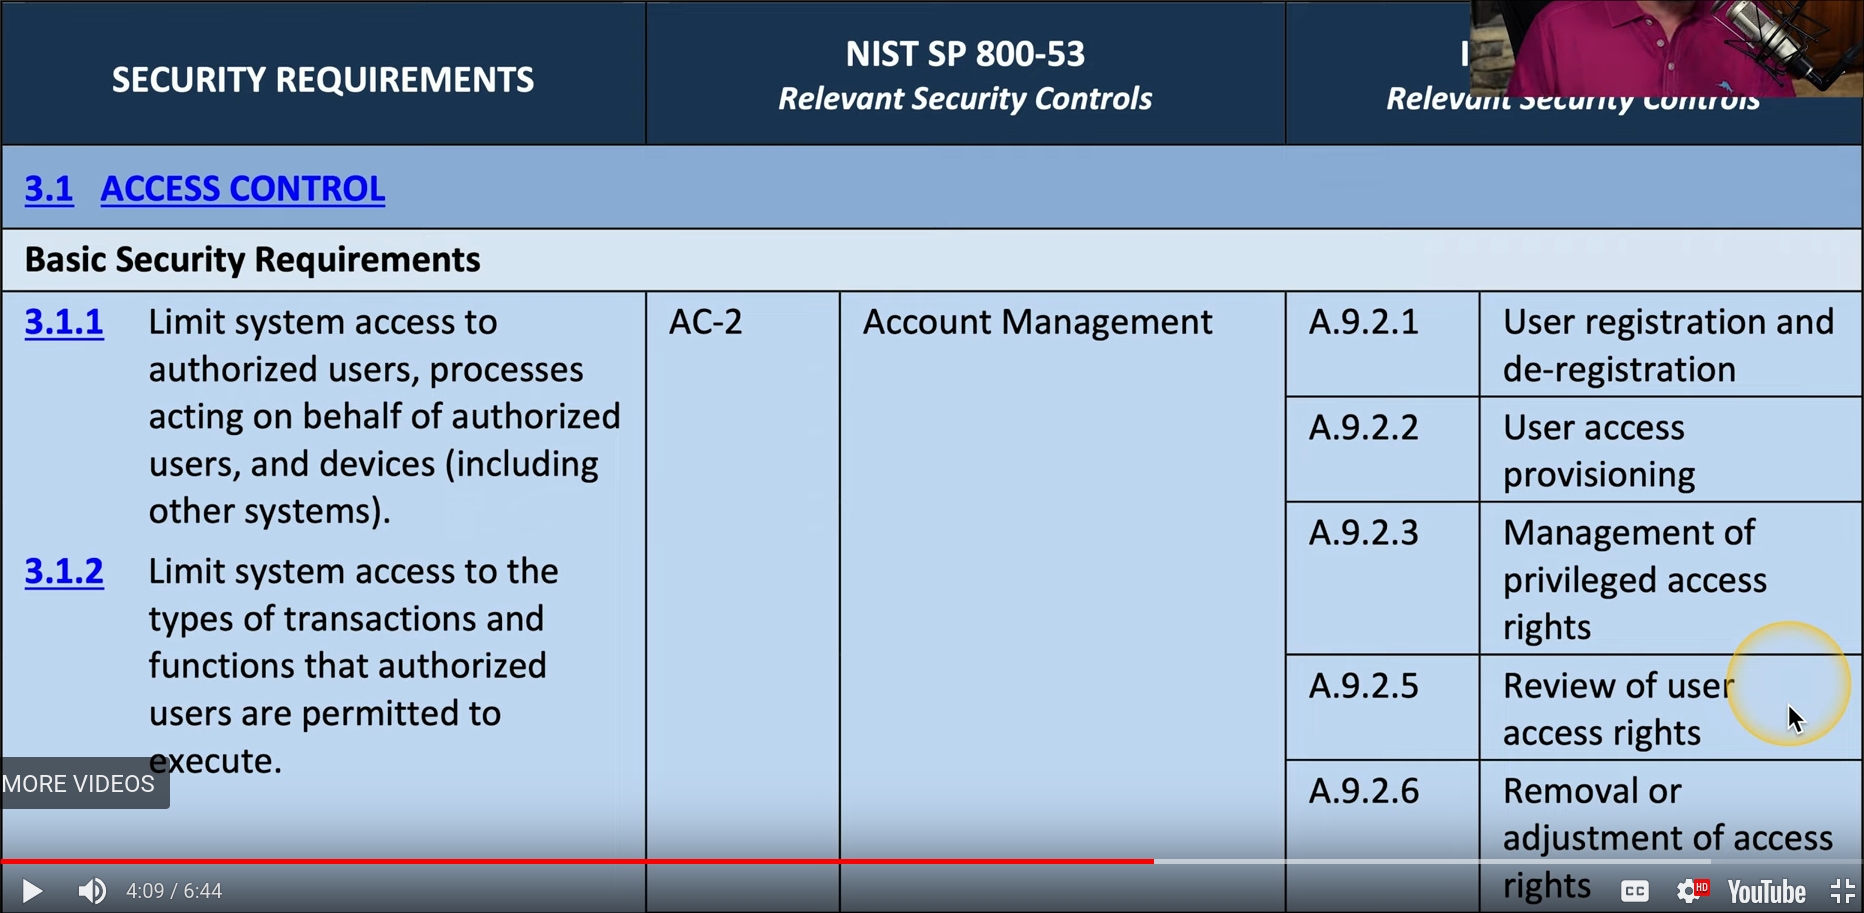 SECURITY REQUIREMENTS
NIST SP 800-53
Relevant Security Controls
Relevant Security Controls
3.1 ACCESS CONTROL
Basic Security Requirements
3.1.1 Limit system access to
authorized users, processes
acting on behalf of authorized
users, and devices (including
other systems).
3.1.2 Limit system access to the
types of transactions and
functions that authorized
users are permitted to
execute.
AC-2
Account Management
A.9.2.1 User registration and
de-registration
A.9.2.2 User access
provisioning
A.9.2.3 Management of
privileged access
rights
A.9.2.5 Review of user
access rights
A.9.2.6 Removal or
adjustment of access
rights
MORE VIDEOS
4:09 / 6:44
CC
HD
YouTube